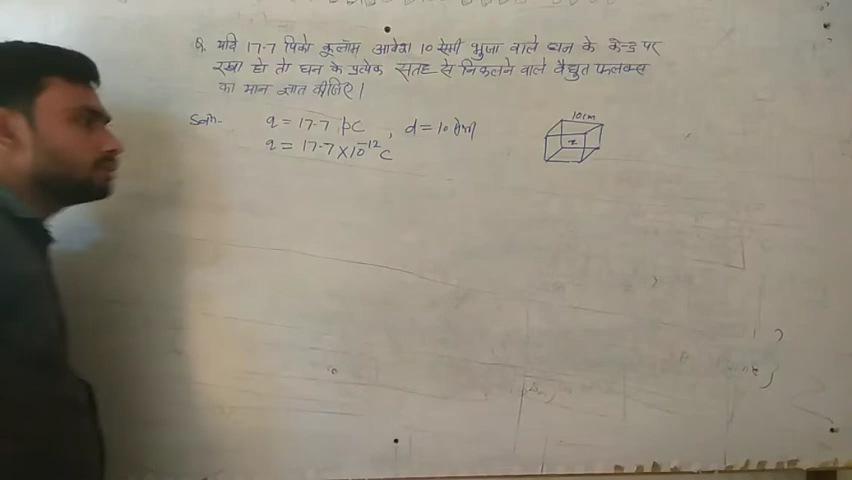 Q. यदि 17.7 पिको कूलॉम आवेश 10 सेमी भुजा वाले घन के केन्द्र पर
रखा हो तो घन के प्रत्येक सतह से निकलने वाले वैद्युत फ्लक्स
का मान ज्ञात कीजिए।
Soln- q = 17.7 pC , d = 10 सेमी
q = 17.7 × 10⁻¹² C
10cm
q